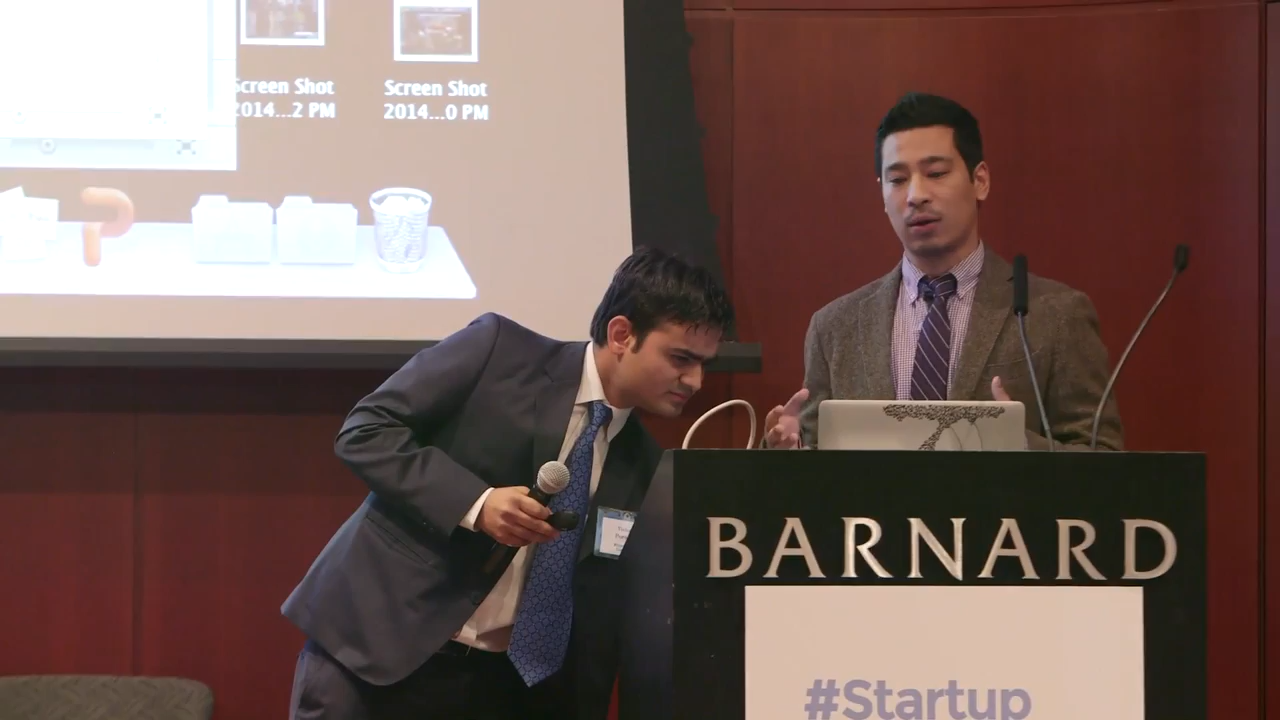 Screen Shot
2014...2 PM
Screen Shot
2014...0 PM
BARNARD
#Startup